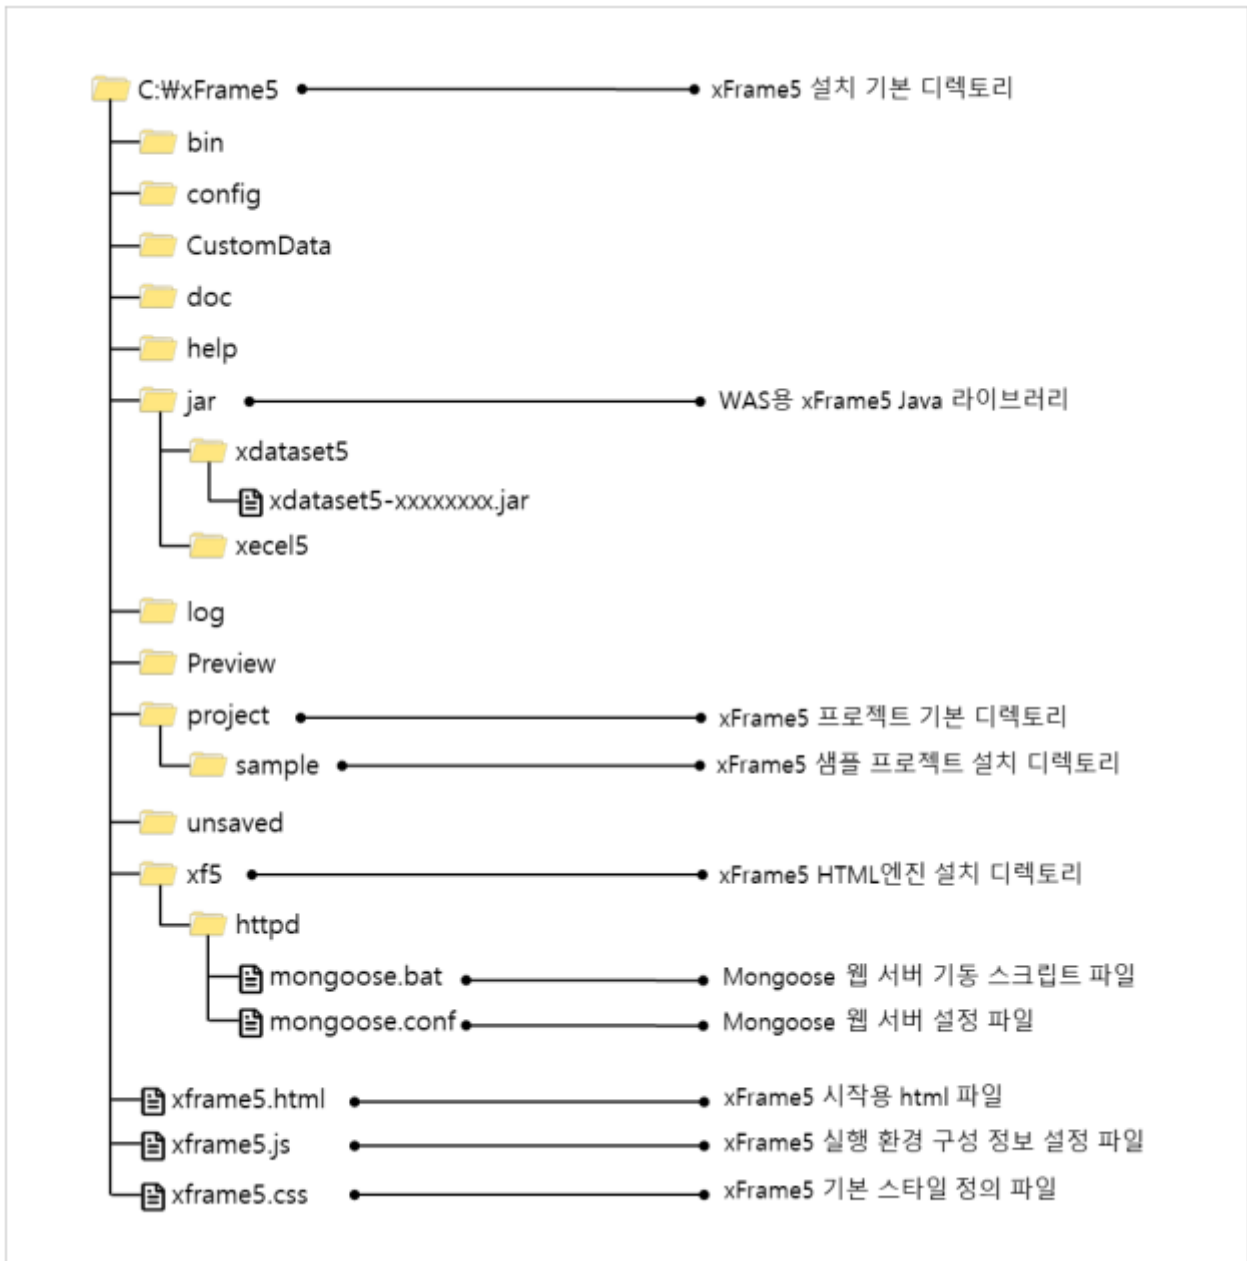 C:₩xFrame5 xFrame5 설치 기본 디렉토리
bin
config
CustomData
doc
help
jar WAS용 xFrame5 Java 라이브러리
xdataset5
xdataset5-xxxxxxxx.jar
xecel5
log
Preview
project xFrame5 프로젝트 기본 디렉토리
sample xFrame5 샘플 프로젝트 설치 디렉토리
unsaved
xf5 xFrame5 HTML엔진 설치 디렉토리
httpd
mongoose.bat Mongoose 웹 서버 기동 스크립트 파일
mongoose.conf Mongoose 웹 서버 설정 파일
xframe5.html xFrame5 시작용 html 파일
xframe5.js xFrame5 실행 환경 구성 정보 설정 파일
xframe5.css xFrame5 기본 스타일 정의 파일